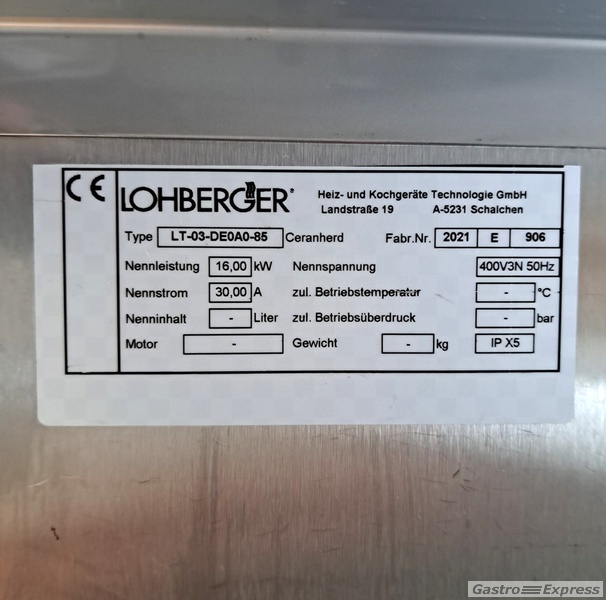 CE LOHBERGER® Heiz- und Kochgeräte Technologie GmbH
Landstraße 19 A-5231 Schalchen
Type LT-03-DE0A0-85 Ceranherd Fabr.Nr. 2021 E 906
Nennleistung 16,00 kW Nennspannung 400V3N 50Hz
Nennstrom 30,00 A zul. Betriebstemperatur - °C
Nenninhalt - Liter zul. Betriebsüberdruck - bar
Motor - Gewicht - kg IP X5
Gastro Express